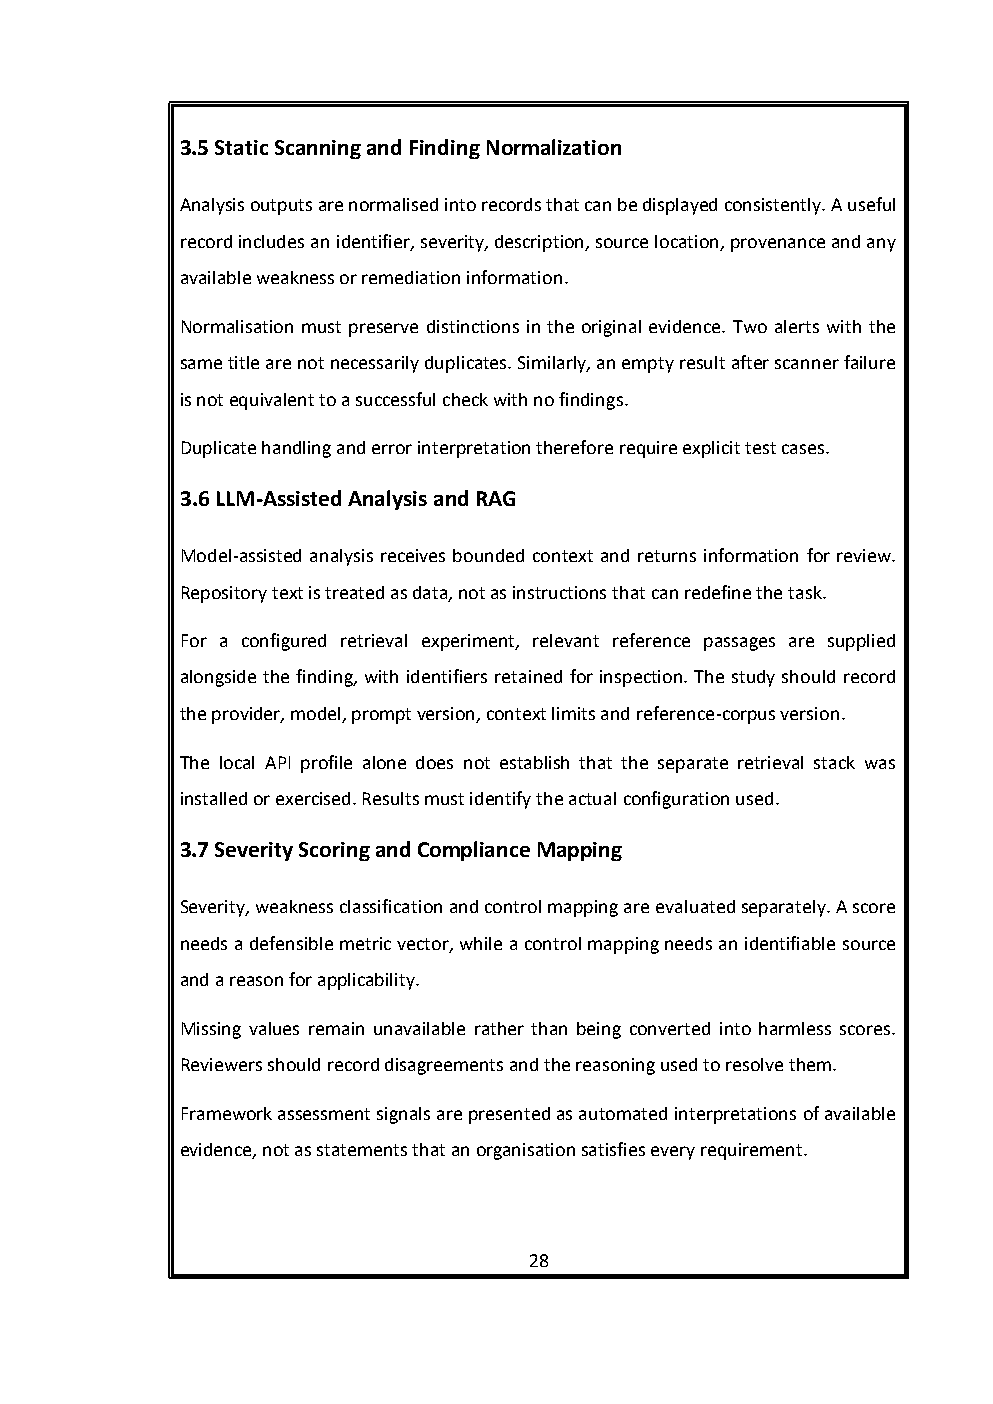 3.5 Static Scanning and Finding Normalization
Analysis outputs are normalised into records that can be displayed consistently. A useful
record includes an identifier, severity, description, source location, provenance and any
available weakness or remediation information.
Normalisation must preserve distinctions in the original evidence. Two alerts with the
same title are not necessarily duplicates. Similarly, an empty result after scanner failure
is not equivalent to a successful check with no findings.
Duplicate handling and error interpretation therefore require explicit test cases.
3.6 LLM-Assisted Analysis and RAG
Model-assisted analysis receives bounded context and returns information for review.
Repository text is treated as data, not as instructions that can redefine the task.
For a configured retrieval experiment, relevant reference passages are supplied
alongside the finding, with identifiers retained for inspection. The study should record
the provider, model, prompt version, context limits and reference-corpus version.
The local API profile alone does not establish that the separate retrieval stack was
installed or exercised. Results must identify the actual configuration used.
3.7 Severity Scoring and Compliance Mapping
Severity, weakness classification and control mapping are evaluated separately. A score
needs a defensible metric vector, while a control mapping needs an identifiable source
and a reason for applicability.
Missing values remain unavailable rather than being converted into harmless scores.
Reviewers should record disagreements and the reasoning used to resolve them.
Framework assessment signals are presented as automated interpretations of available
evidence, not as statements that an organisation satisfies every requirement.
28